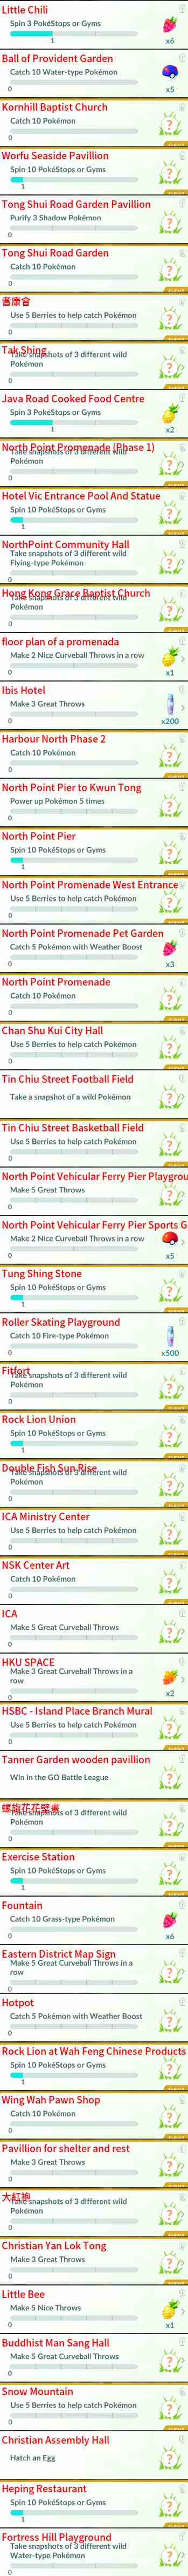 Little Chili
Spin 3 PokéStops or Gyms
1
x6
Ball of Provident Garden
Catch 10 Water-type Pokémon
0
x5
Kornhill Baptist Church
Catch 10 Pokémon
0
Worfu Seaside Pavillion
Spin 10 PokéStops or Gyms
1
Tong Shui Road Garden Pavillion
Purify 3 Shadow Pokémon
0
Tong Shui Road Garden
Catch 10 Pokémon
0
耆康會
Use 5 Berries to help catch Pokémon
0
Tak Shing
Take snapshots of 3 different wild
Pokémon
0
Java Road Cooked Food Centre
Spin 3 PokéStops or Gyms
1
x2
North Point Promenade (Phase 1)
Take snapshots of 3 different wild
Pokémon
0
Hotel Vic Entrance Pool And Statue
Spin 10 PokéStops or Gyms
1
NorthPoint Community Hall
Take snapshots of 3 different wild
Flying-type Pokémon
0
Hong Kong Grace Baptist Church
Take snapshots of 3 different wild
Pokémon
0
floor plan of a promenada
Make 2 Nice Curveball Throws in a row
0
x1
Ibis Hotel
Make 3 Great Throws
0
x200
Harbour North Phase 2
Catch 10 Pokémon
0
North Point Pier to Kwun Tong
Power up Pokémon 5 times
0
North Point Pier
Spin 10 PokéStops or Gyms
1
North Point Promenade West Entrance
Use 5 Berries to help catch Pokémon
0
North Point Promenade Pet Garden
Catch 5 Pokémon with Weather Boost
0
x3
North Point Promenade
Catch 10 Pokémon
0
Chan Shu Kui City Hall
Use 5 Berries to help catch Pokémon
0
Tin Chiu Street Football Field
Take a snapshot of a wild Pokémon
Tin Chiu Street Basketball Field
Use 5 Berries to help catch Pokémon
0
North Point Vehicular Ferry Pier Playgrou
Make 5 Great Throws
0
North Point Vehicular Ferry Pier Sports G
Make 2 Nice Curveball Throws in a row
0
x5
Tung Shing Stone
Spin 10 PokéStops or Gyms
1
Roller Skating Playground
Catch 10 Fire-type Pokémon
0
x500
Fitfort
Take snapshots of 3 different wild
Pokémon
0
Rock Lion Union
Spin 10 PokéStops or Gyms
1
Double Fish Sun Rise
Take snapshots of 3 different wild
Pokémon
0
ICA Ministry Center
Use 5 Berries to help catch Pokémon
0
NSK Center Art
Catch 10 Pokémon
0
ICA
Make 5 Great Curveball Throws
0
HKU SPACE
Make 3 Great Curveball Throws in a
row
0
x2
HSBC - Island Place Branch Mural
Use 5 Berries to help catch Pokémon
0
Tanner Garden wooden pavillion
Win in the GO Battle League
螺旋花花壁畫
Take snapshots of 3 different wild
Pokémon
0
Exercise Station
Spin 10 PokéStops or Gyms
1
Fountain
Catch 10 Grass-type Pokémon
0
x6
Eastern District Map Sign
Make 5 Great Curveball Throws in a
row
0
Hotpot
Catch 5 Pokémon with Weather Boost
0
Rock Lion at Wah Feng Chinese Products
Spin 10 PokéStops or Gyms
1
Wing Wah Pawn Shop
Catch 10 Pokémon
0
Pavillion for shelter and rest
Make 3 Great Throws
0
大紅袍
Take snapshots of 3 different wild
Pokémon
0
Christian Yan Lok Tong
Make 3 Great Throws
0
Little Bee
Make 5 Nice Throws
0
x1
Buddhist Man Sang Hall
Make 5 Great Curveball Throws
0
Snow Mountain
Use 5 Berries to help catch Pokémon
0
Christian Assembly Hall
Hatch an Egg
Heping Restaurant
Spin 10 PokéStops or Gyms
1
Fortress Hill Playground
Take snapshots of 3 different wild
Water-type Pokémon
0